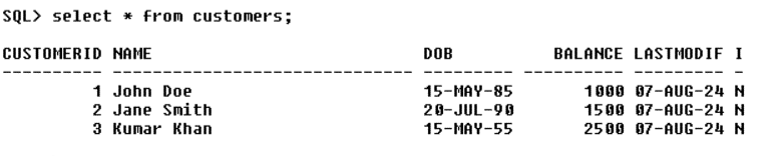 SQL> select * from customers;
CUSTOMERID NAME                           DOB          BALANCE LASTMODIF I
---------- ------------------------------ --------- ---------- --------- -
         1 John Doe                       15-MAY-85       1000 07-AUG-24 N
         2 Jane Smith                     20-JUL-90       1500 07-AUG-24 N
         3 Kumar Khan                     15-MAY-55       2500 07-AUG-24 N